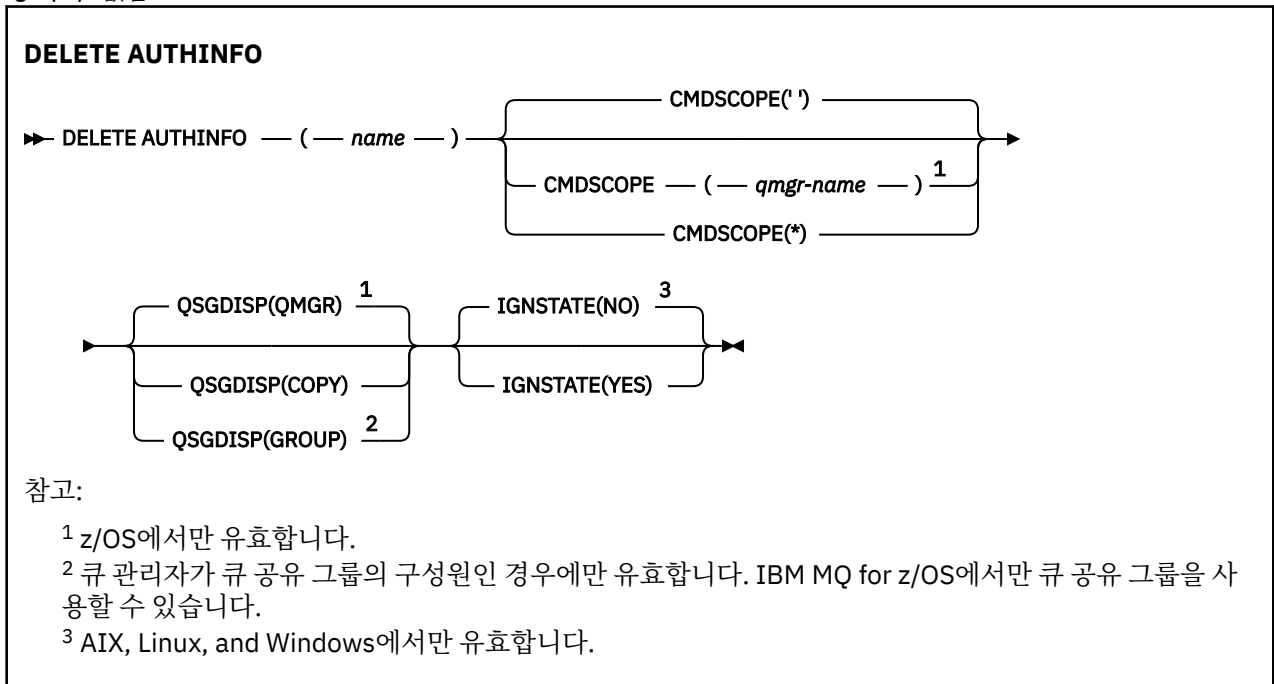 DELETE AUTHINFO
CMDSCOPE(' ')
DELETE AUTHINFO — ( — name — )
CMDSCOPE — ( — qmgr-name — ) 1
CMDSCOPE(*)
QSGDISP(QMGR) 1
IGNSTATE(NO) 3
QSGDISP(COPY)
IGNSTATE(YES)
QSGDISP(GROUP) 2
참고:
1 z/OS에서만 유효합니다.
2 큐 관리자가 큐 공유 그룹의 구성원인 경우에만 유효합니다. IBM MQ for z/OS에서만 큐 공유 그룹을 사
용할 수 있습니다.
3 AIX, Linux, and Windows에서만 유효합니다.